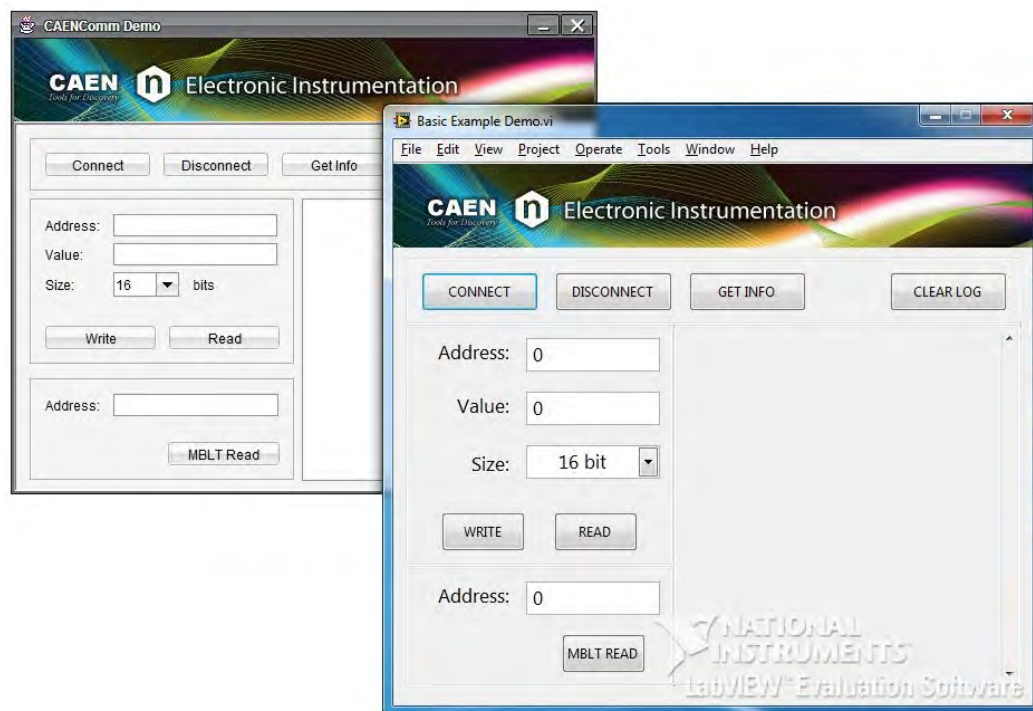 CAENComm Demo
CAEN n Electronic Instrumentation
Tools for Discovery
Connect Disconnect Get Info
Address:
Value:
Size: 16 bits
Write Read
Address:
MBLT Read
Basic Example Demo.vi
File Edit View Project Operate Tools Window Help
CAEN n Electronic Instrumentation
Tools for Discovery
CONNECT DISCONNECT GET INFO CLEAR LOG
Address: 0
Value: 0
Size: 16 bit
WRITE READ
Address: 0
MBLT READ
NATIONAL
INSTRUMENTS
LabVIEW™ Evaluation Software